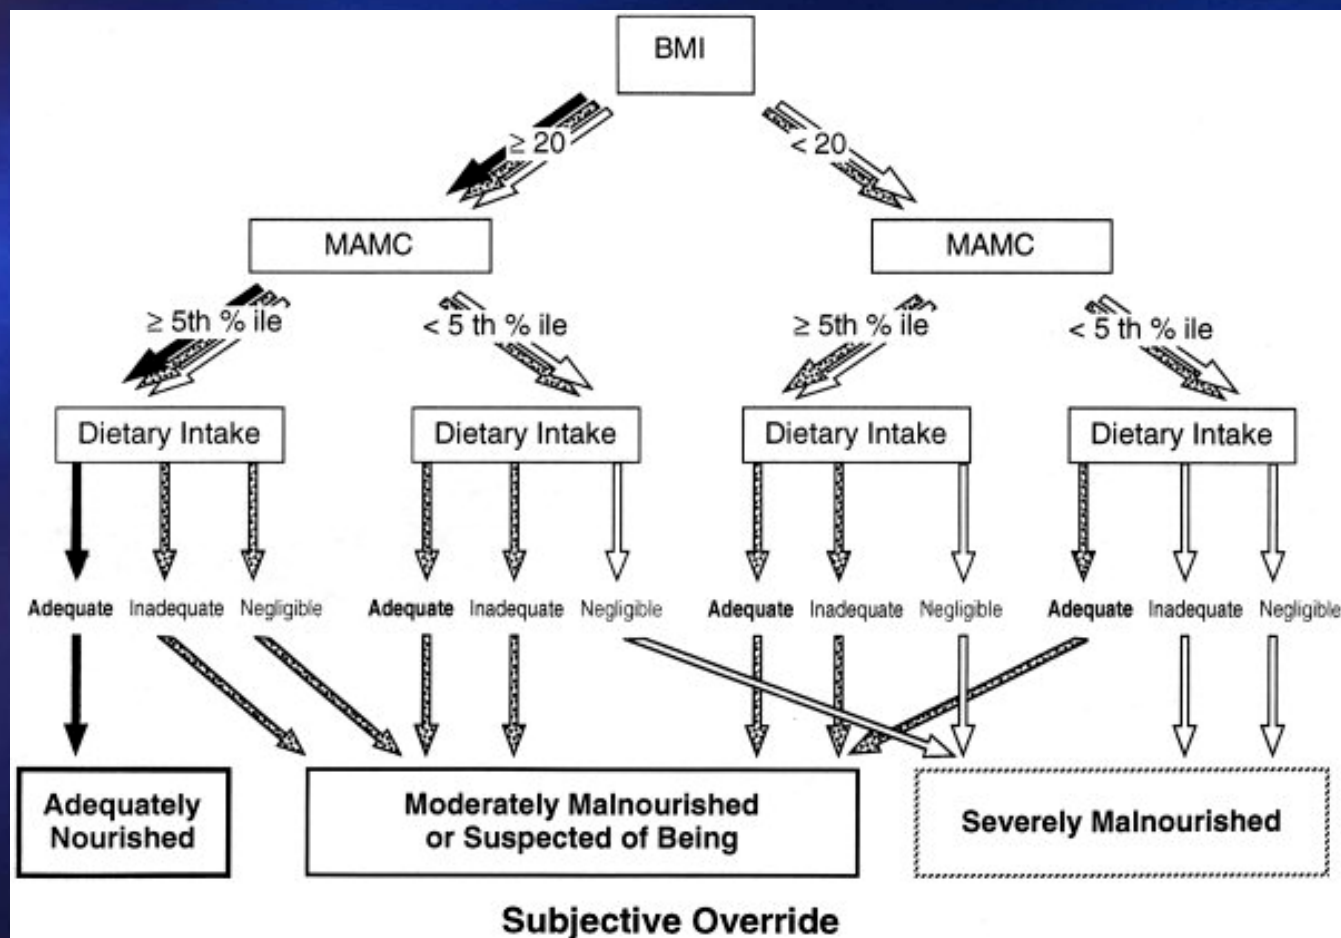 BMI
≥ 20
< 20
MAMC
MAMC
≥ 5th % ile
< 5 th % ile
≥ 5th % ile
< 5 th % ile
Dietary Intake
Dietary Intake
Dietary Intake
Dietary Intake
Adequate Inadequate Negligible
Adequate Inadequate Negligible
Adequate Inadequate Negligible
Adequate Inadequate Negligible
Adequately
Nourished
Moderately Malnourished
or Suspected of Being
Severely Malnourished
Subjective Override